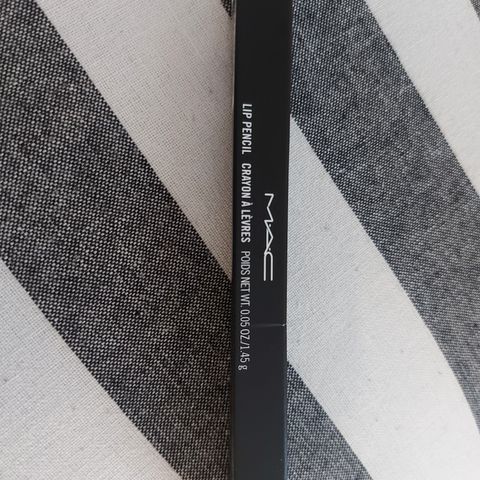 MAC
LIP PENCIL CRAYON À LÈVRES POIDS NET WT. 0.05 OZ/1.45 g